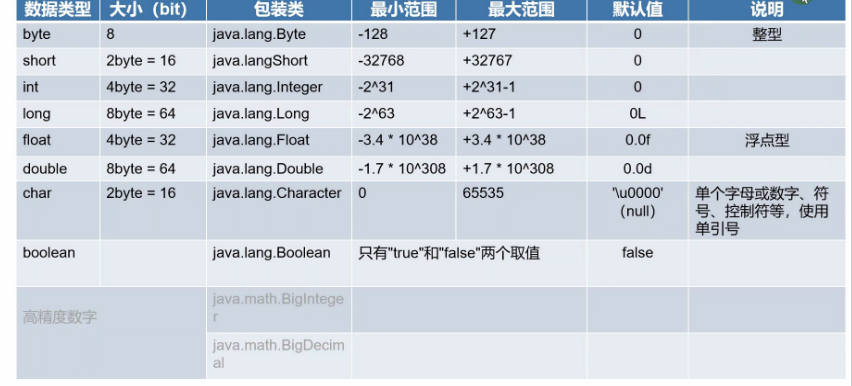 数据类型 大小（bit） 包装类 最小范围 最大范围 默认值 说明
byte 8 java.lang.Byte -128 +127 0 整型
short 2byte = 16 java.langShort -32768 +32767 0
int 4byte = 32 java.lang.Integer -2^31 +2^31-1 0
long 8byte = 64 java.lang.Long -2^63 +2^63-1 0L
float 4byte = 32 java.lang.Float -3.4 * 10^38 +3.4 * 10^38 0.0f 浮点型
double 8byte = 64 java.lang.Double -1.7 * 10^308 +1.7 * 10^308 0.0d
char 2byte = 16 java.lang.Character 0 65535 '\u0000' 单个字母或数字、符
(null) 号、控制符等，使用
单引号
boolean java.lang.Boolean 只有"true"和"false"两个取值 false
高精度数字
java.math.BigIntege
r
java.math.BigDecim
al